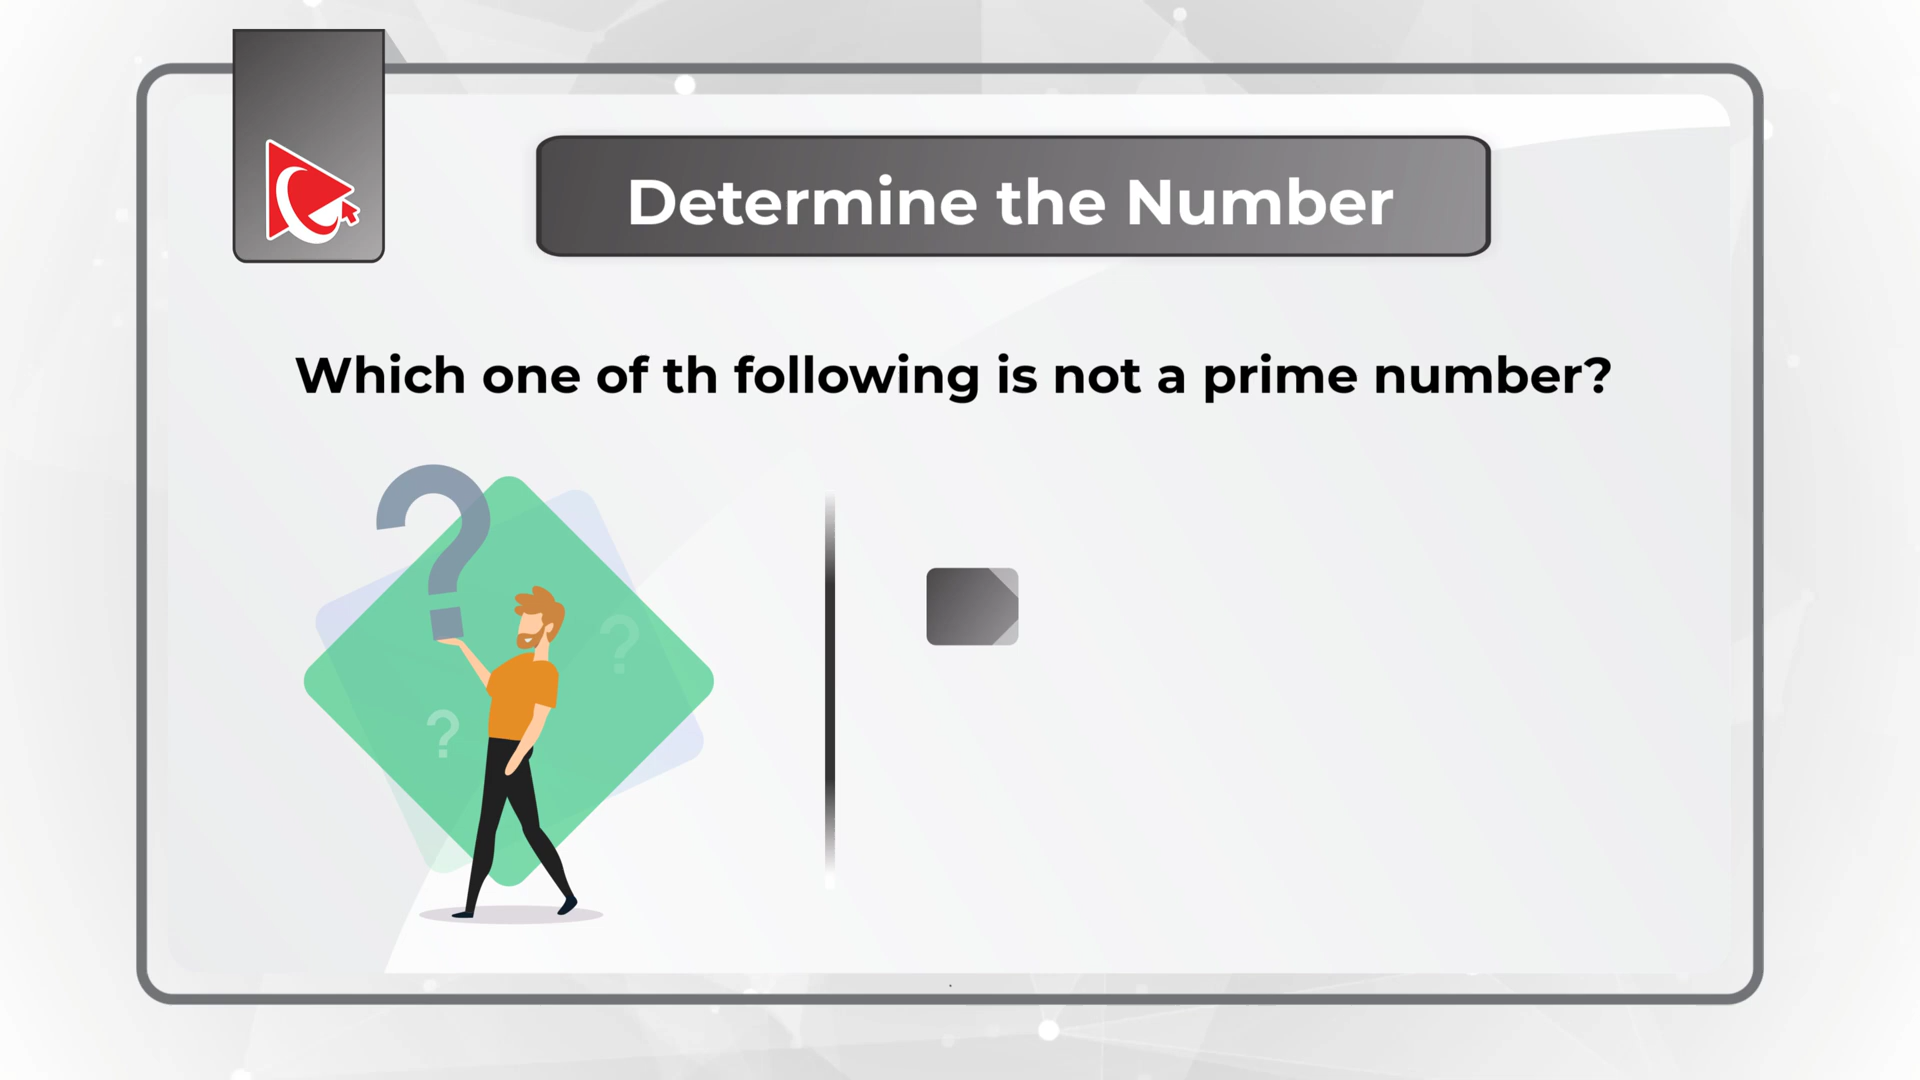 Determine the Number
Which one of th following is not a prime number?
?
?
?